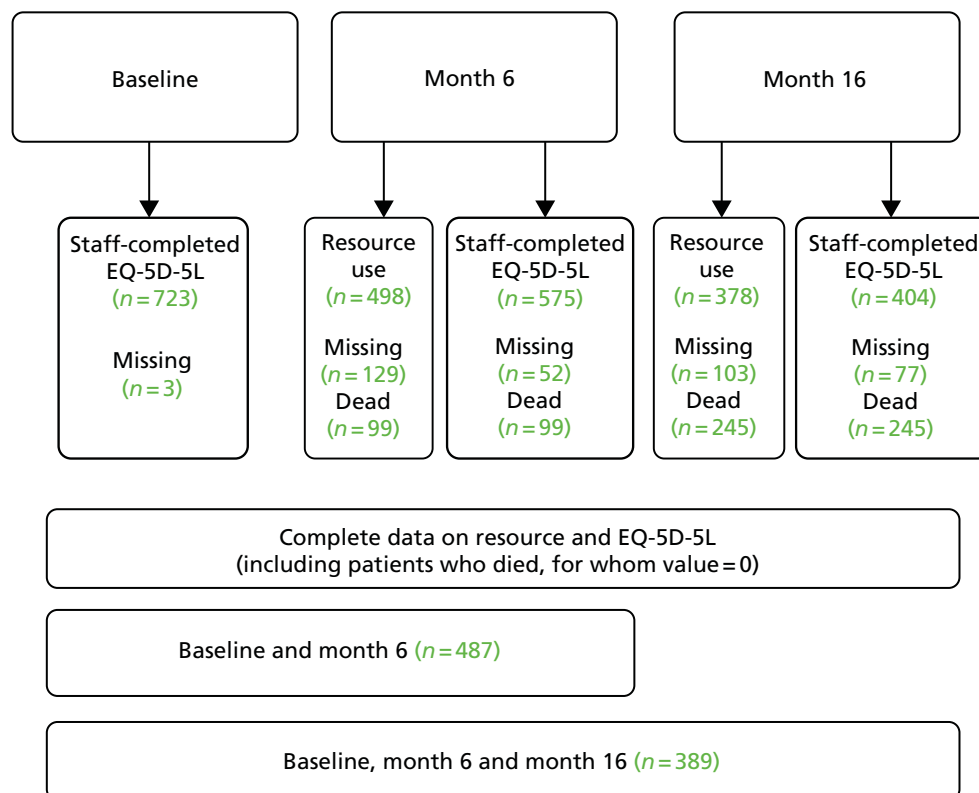 Baseline
Month 6
Month 16
Staff-completed
EQ-5D-5L
(n=723)
Missing
(n=3)
Resource
use
(n=498)
Missing
(n=129)
Dead
(n=99)
Staff-completed
EQ-5D-5L
(n=575)
Missing
(n=52)
Dead
(n=99)
Resource
use
(n=378)
Missing
(n=103)
Dead
(n=245)
Staff-completed
EQ-5D-5L
(n=404)
Missing
(n=77)
Dead
(n=245)
Complete data on resource and EQ-5D-5L
(including patients who died, for whom value=0)
Baseline and month 6 (n=487)
Baseline, month 6 and month 16 (n=389)